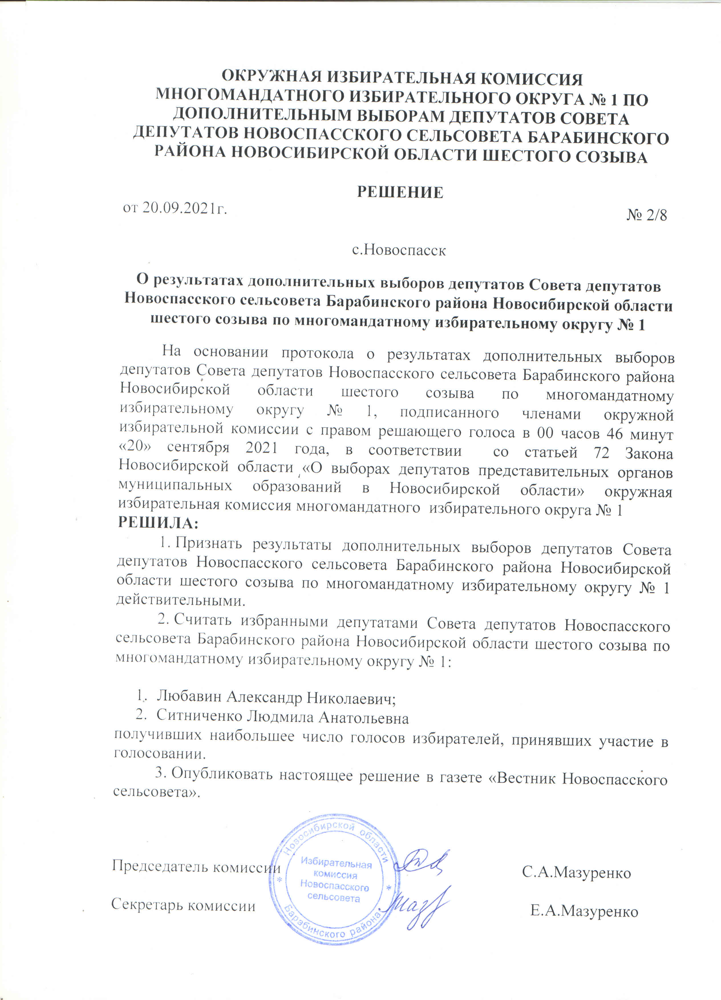 ОКРУЖНАЯ ИЗБИРАТЕЛЬНАЯ КОМИССИЯ
МНОГОМАНДАТНОГО ИЗБИРАТЕЛЬНОГО ОКРУГА № 1 ПО
ДОПОЛНИТЕЛЬНЫМ ВЫБОРАМ ДЕПУТАТОВ СОВЕТА
ДЕПУТАТОВ НОВОСПАССКОГО СЕЛЬСОВЕТА БАРАБИНСКОГО
РАЙОНА НОВОСИБИРСКОЙ ОБЛАСТИ ШЕСТОГО СОЗЫВА
РЕШЕНИЕ
от 20.09.2021г. № 2/8
с.Новоспасск
О результатах дополнительных выборов депутатов Совета депутатов
Новоспасского сельсовета Барабинского района Новосибирской области
шестого созыва по многомандатному избирательному округу № 1
На основании протокола о результатах дополнительных выборов
депутатов Совета депутатов Новоспасского сельсовета Барабинского района
Новосибирской области шестого созыва по многомандатному
избирательному округу № 1, подписанного членами окружной
избирательной комиссии с правом решающего голоса в 00 часов 46 минут
«20» сентября 2021 года, в соответствии со статьей 72 Закона
Новосибирской области «О выборах депутатов представительных органов
муниципальных образований в Новосибирской области» окружная
избирательная комиссия многомандатного избирательного округа № 1
РЕШИЛА:
1. Признать результаты дополнительных выборов депутатов Совета
депутатов Новоспасского сельсовета Барабинского района Новосибирской
области шестого созыва по многомандатному избирательному округу № 1
действительными.
2. Считать избранными депутатами Совета депутатов Новоспасского
сельсовета Барабинского района Новосибирской области шестого созыва по
многомандатному избирательному округу № 1:
1. Любавин Александр Николаевич;
2. Ситниченко Людмила Анатольевна
получивших наибольшее число голосов избирателей, принявших участие в
голосовании.
3. Опубликовать настоящее решение в газете «Вестник Новоспасского
сельсовета».
Председатель комиссии С.А.Мазуренко
Секретарь комиссии Е.А.Мазуренко
Новосибирской области
Избирательная
комиссия
Новоспасского
сельсовета
Барабинского района